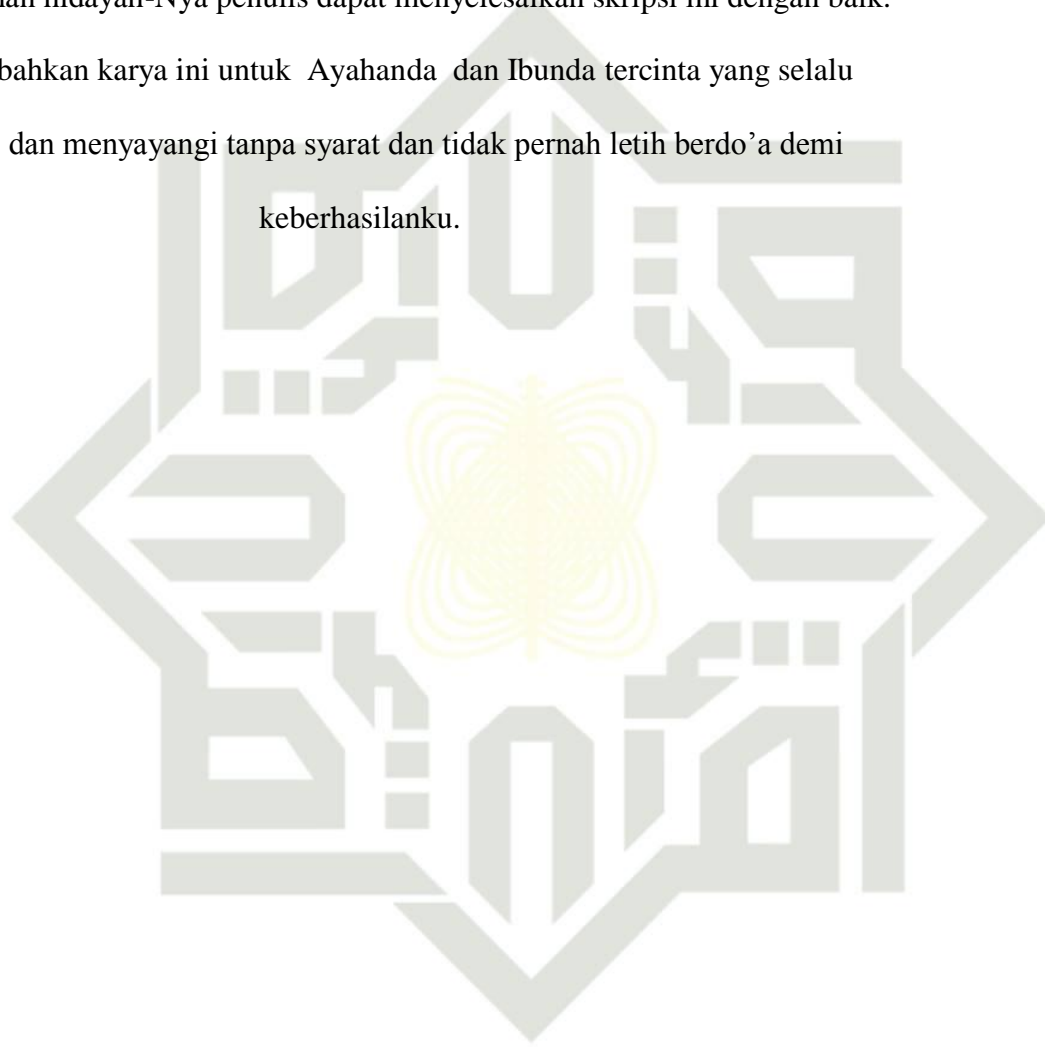 hidayah-Nya penulis dapat menyelesaikan skripsi ini dengan baik.
bahkan karya ini untuk Ayahanda dan Ibunda tercinta yang selalu
dan menyayangi tanpa syarat dan tidak pernah letih berdo’a demi
keberhasilanku.